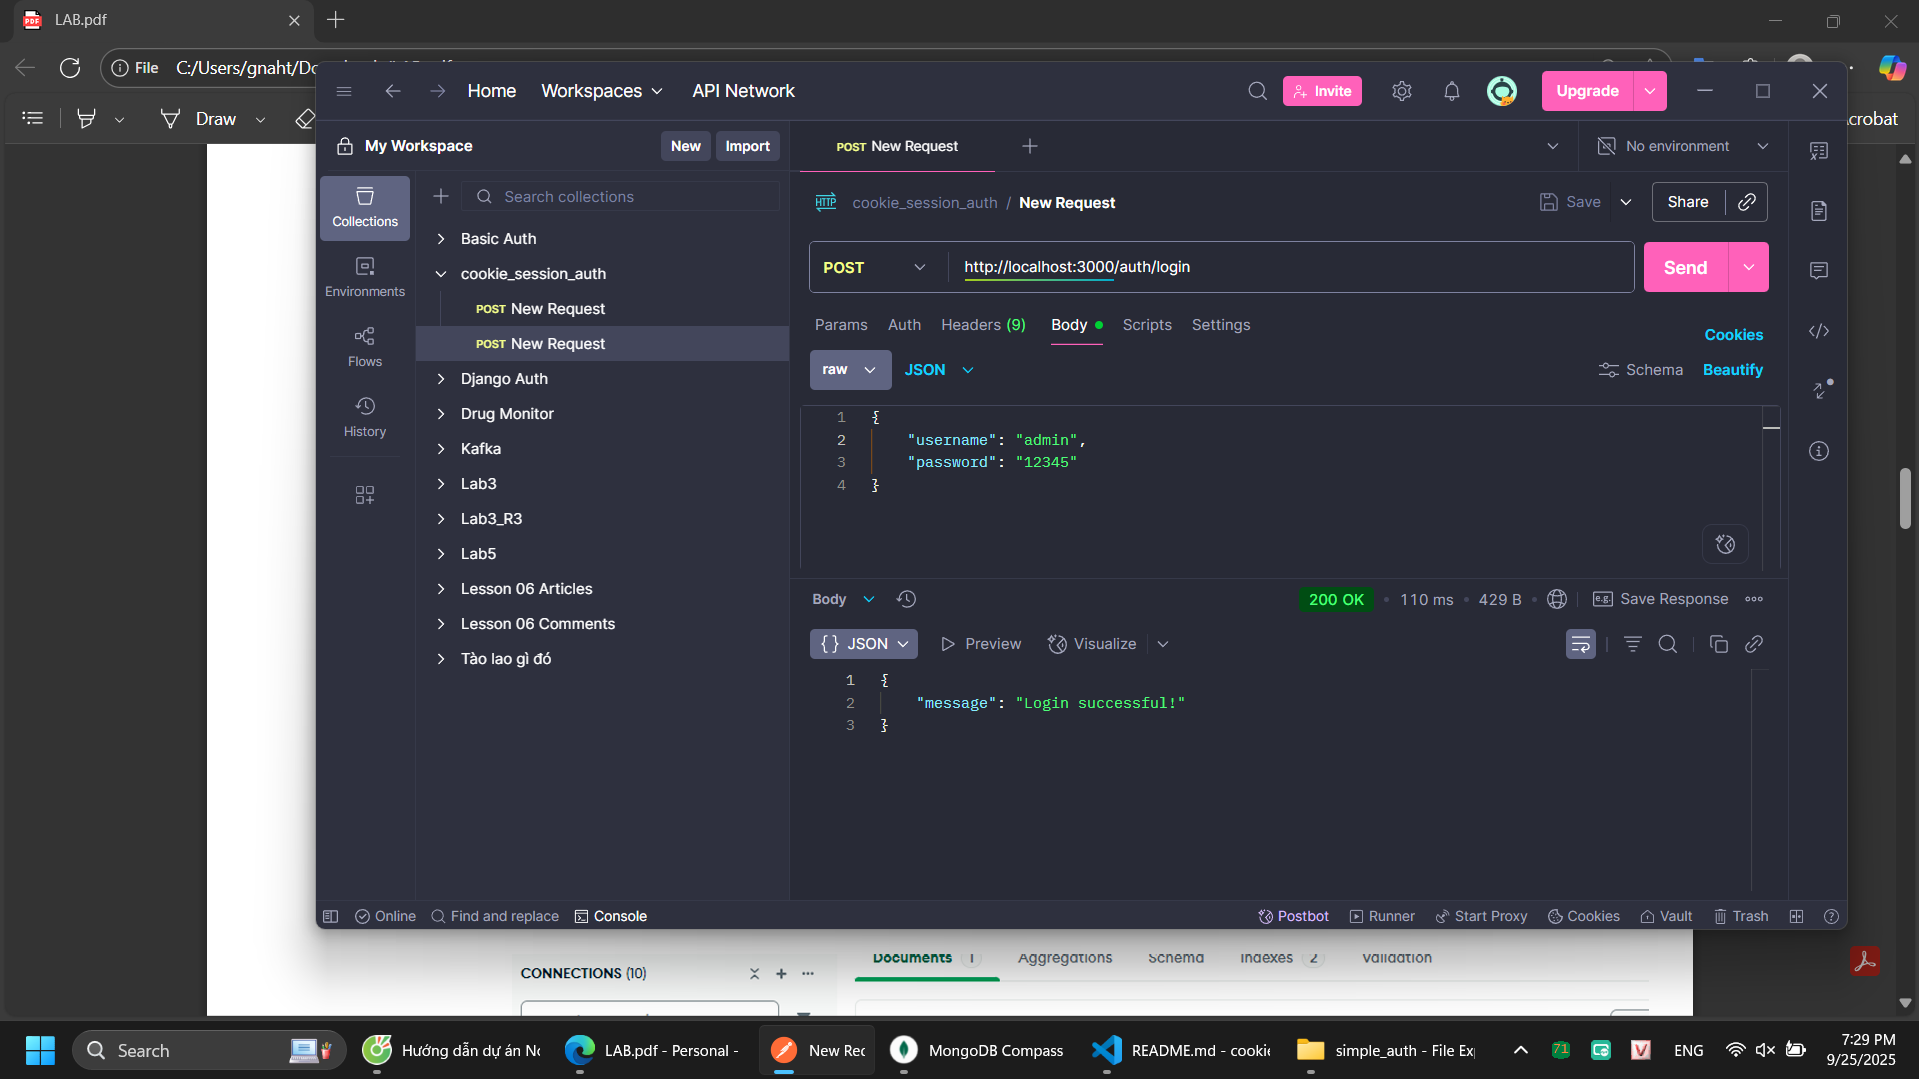 LAB.pdf
File C:/Users/gnaht/Do
Draw
crobat
Home Workspaces API Network
Invite
Upgrade
My Workspace
New Import
POST New Request
No environment
Collections
Environments
Flows
History
Search collections
Basic Auth
cookie_session_auth
POST New Request
POST New Request
Django Auth
Drug Monitor
Kafka
Lab3
Lab3_R3
Lab5
Lesson 06 Articles
Lesson 06 Comments
Tào lao gì đó
HTTP cookie_session_auth / New Request
Save
Share
POST http://localhost:3000/auth/login
Send
Params Auth Headers (9) Body Scripts Settings
Cookies
raw JSON
Schema Beautify
1 {
2 "username": "admin",
3 "password": "12345"
4 }
Body
200 OK • 110 ms • 429 B • e.g. Save Response
{} JSON Preview Visualize
1 {
2 "message": "Login successful!"
3 }
Online Find and replace Console
Postbot Runner Start Proxy Cookies Vault Trash
CONNECTIONS (10)
Documents 1 Aggregations Schema Indexes 2 Validation
Search
Hướng dẫn dự án No
LAB.pdf - Personal -
New Rec
MongoDB Compass
README.md - cookie
simple_auth - File Exp
71
ENG
7:29 PM
9/25/2025